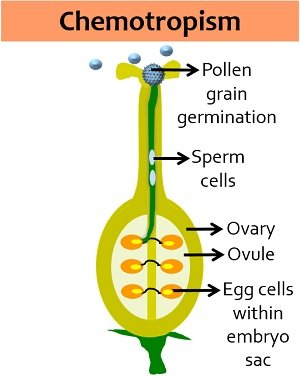 Chemotropism
Pollen
grain
germination
Sperm
cells
Ovary
Ovule
Egg cells
within
embryo
sac